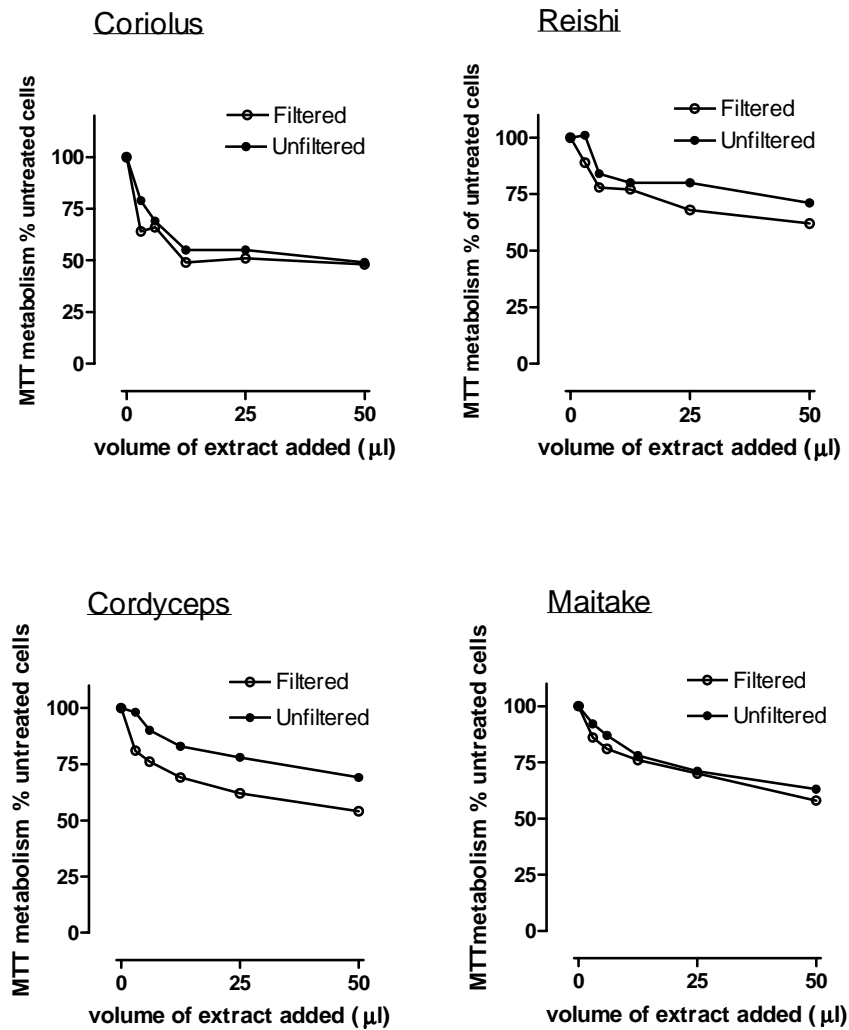 Coriolus
MTT metabolism % untreated cells
Filtered
Unfiltered
100
75
50
25
0
0 25 50
volume of extract added (μl)
Reishi
MTT metabolism % of untreated cells
Filtered
Unfiltered
100
75
50
25
0
0 25 50
volume of extract added (μl)
Cordyceps
MTT metabolism % untreated cells
Filtered
Unfiltered
100
75
50
25
0
0 25 50
volume of extract added (μl)
Maitake
MTTmetabolism % untreated cells
Filtered
Unfiltered
100
75
50
25
0
0 25 50
volume of extract added (μl)